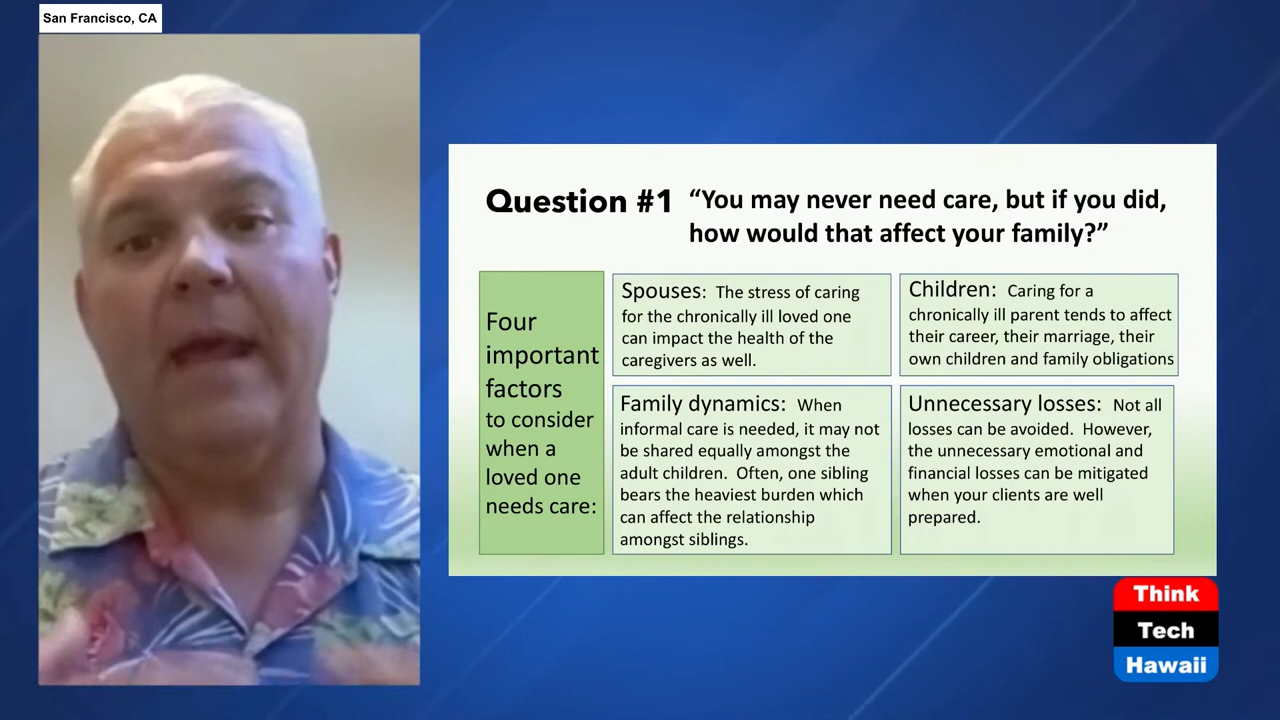 San Francisco, CA
Question #1
“You may never need care, but if you did,
how would that affect your family?”
Four
important
factors
to consider
when a
loved one
needs care:
Spouses: The stress of caring
for the chronically ill loved one
can impact the health of the
caregivers as well.
Children: Caring for a
chronically ill parent tends to affect
their career, their marriage, their
own children and family obligations
Family dynamics: When
informal care is needed, it may not
be shared equally amongst the
adult children. Often, one sibling
bears the heaviest burden which
can affect the relationship
amongst siblings.
Unnecessary losses: Not all
losses can be avoided. However,
the unnecessary emotional and
financial losses can be mitigated
when your clients are well
prepared.
Think
Tech
Hawaii